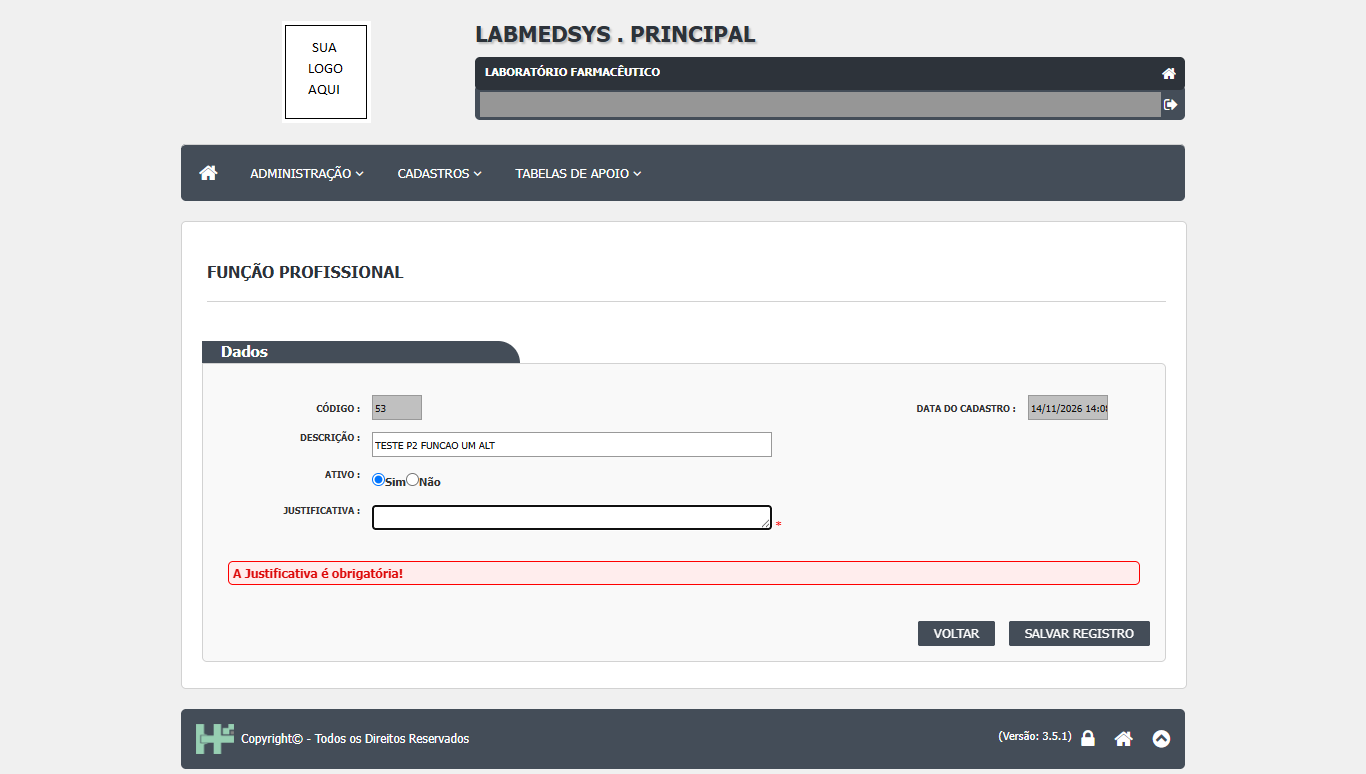 SUA
LOGO
AQUI
LABMEDSYS . PRINCIPAL
LABORATÓRIO FARMACÊUTICO
ADMINISTRAÇÃO
CADASTROS
TABELAS DE APOIO
FUNÇÃO PROFISSIONAL
Dados
CÓDIGO : 53
DATA DO CADASTRO : 14/11/2026 14:0
DESCRIÇÃO : TESTE P2 FUNCAO UM ALT
ATIVO : Sim Não
JUSTIFICATIVA : *
A Justificativa é obrigatória!
VOLTAR
SALVAR REGISTRO
Copyright© - Todos os Direitos Reservados
(Versão: 3.5.1)